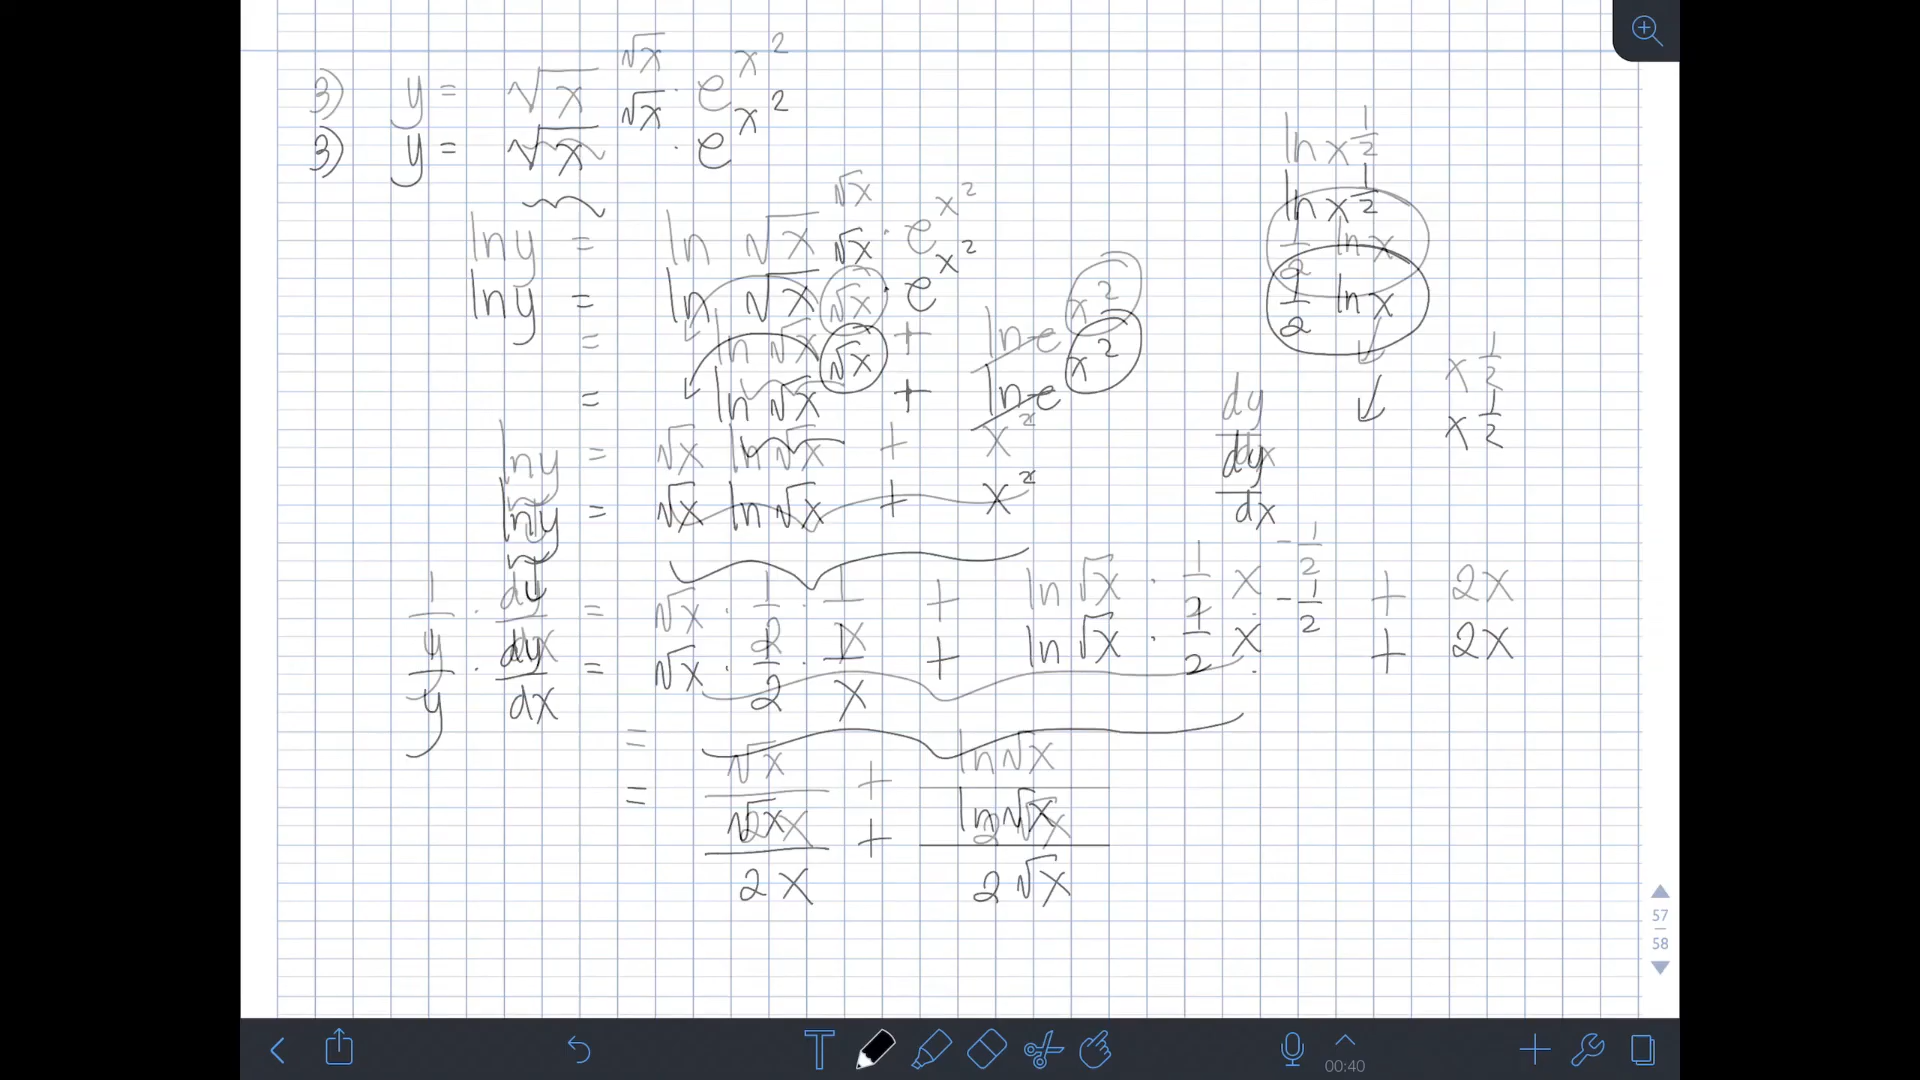 3) y = √x^√x · e^x²
ln y = ln √x^√x · e^x²
= ln √x^√x + ln e^x²
ln y = √x ln √x + x²
1/y · dy/dx = √x · 1/2 · 1/x + ln √x · 1/2 x^-1/2 + 2x
= √x/2x + ln √x/2√x
ln x^1/2
1/2 ln x
x^1/2
dy/dx
57
58
T
00:40